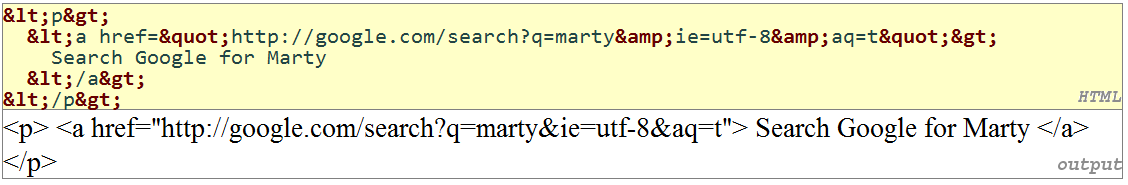 &lt;p&gt;
  &lt;a href=&quot;http://google.com/search?q=marty&amp;ie=utf-8&amp;aq=t&quot;&gt;
    Search Google for Marty
  &lt;/a&gt;
&lt;/p&gt;
HTML
<p> <a href="http://google.com/search?q=marty&ie=utf-8&aq=t"> Search Google for Marty </a>
</p>
output